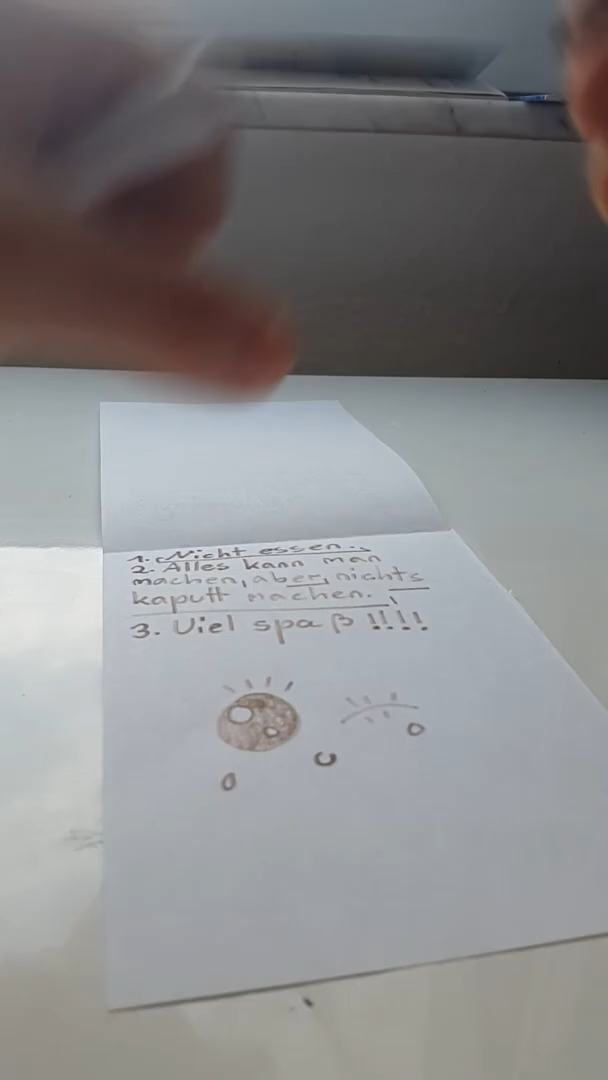 1. Nicht essen.
2. Alles kann man
machen, aber, nichts
kaputt machen.
3. Viel spaß !!!!